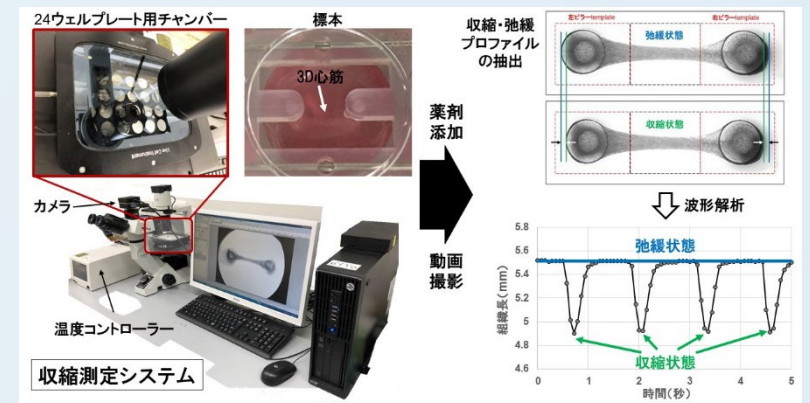 24ウェルプレート用チャンバー
標本
3D心筋
カメラ
温度コントローラー
収縮測定システム
薬剤
添加
動画
撮影
収縮・弛緩
プロファイル
の抽出
左ピラーtemplate
右ピラーtemplate
弛緩状態
収縮状態
波形解析
組織長(mm)
5.8
5.6
5.4
5.2
5
4.8
4.6
弛緩状態
収縮状態
0 1 2 3 4 5
時間(秒)